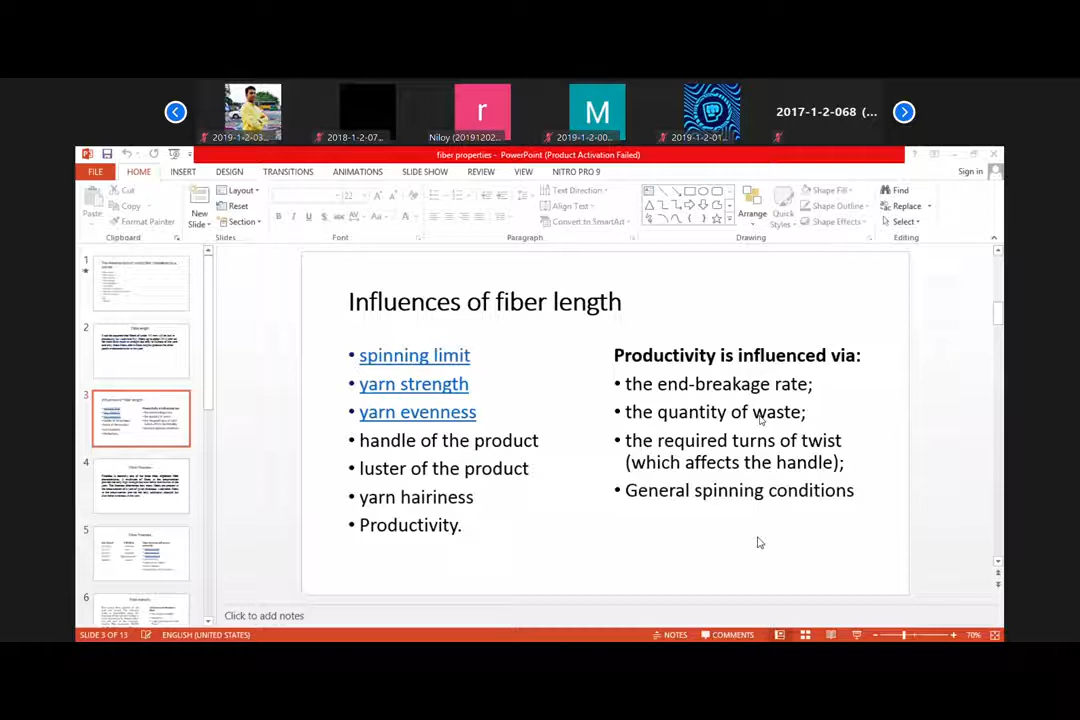 2017-1-2-068 (...
2019-1-2-03...
2018-1-2-07...
r
Niloy (20191202...
M
2019-1-2-00...
2019-1-2-01...
fiber properties - PowerPoint (Product Activation Failed)
FILE HOME INSERT DESIGN TRANSITIONS ANIMATIONS SLIDE SHOW REVIEW VIEW NITRO PRO 9 Sign in
Paste
Cut
Copy
Format Painter
Clipboard
New Slide
Layout
Reset
Section
Slides
22
Font
Text Direction
Align Text
Convert to SmartArt
Paragraph
Arrange
Quick Styles
Shape Fill
Shape Outline
Shape Effects
Drawing
Find
Replace
Select
Editing
1
2
3
4
5
6
Influences of fiber length
• spinning limit
• yarn strength
• yarn evenness
• handle of the product
• luster of the product
• yarn hairiness
• Productivity.
Productivity is influenced via:
• the end-breakage rate;
• the quantity of waste;
• the required turns of twist
(which affects the handle);
• General spinning conditions
Click to add notes
SLIDE 3 OF 13 ENGLISH (UNITED STATES) NOTES COMMENTS 70%